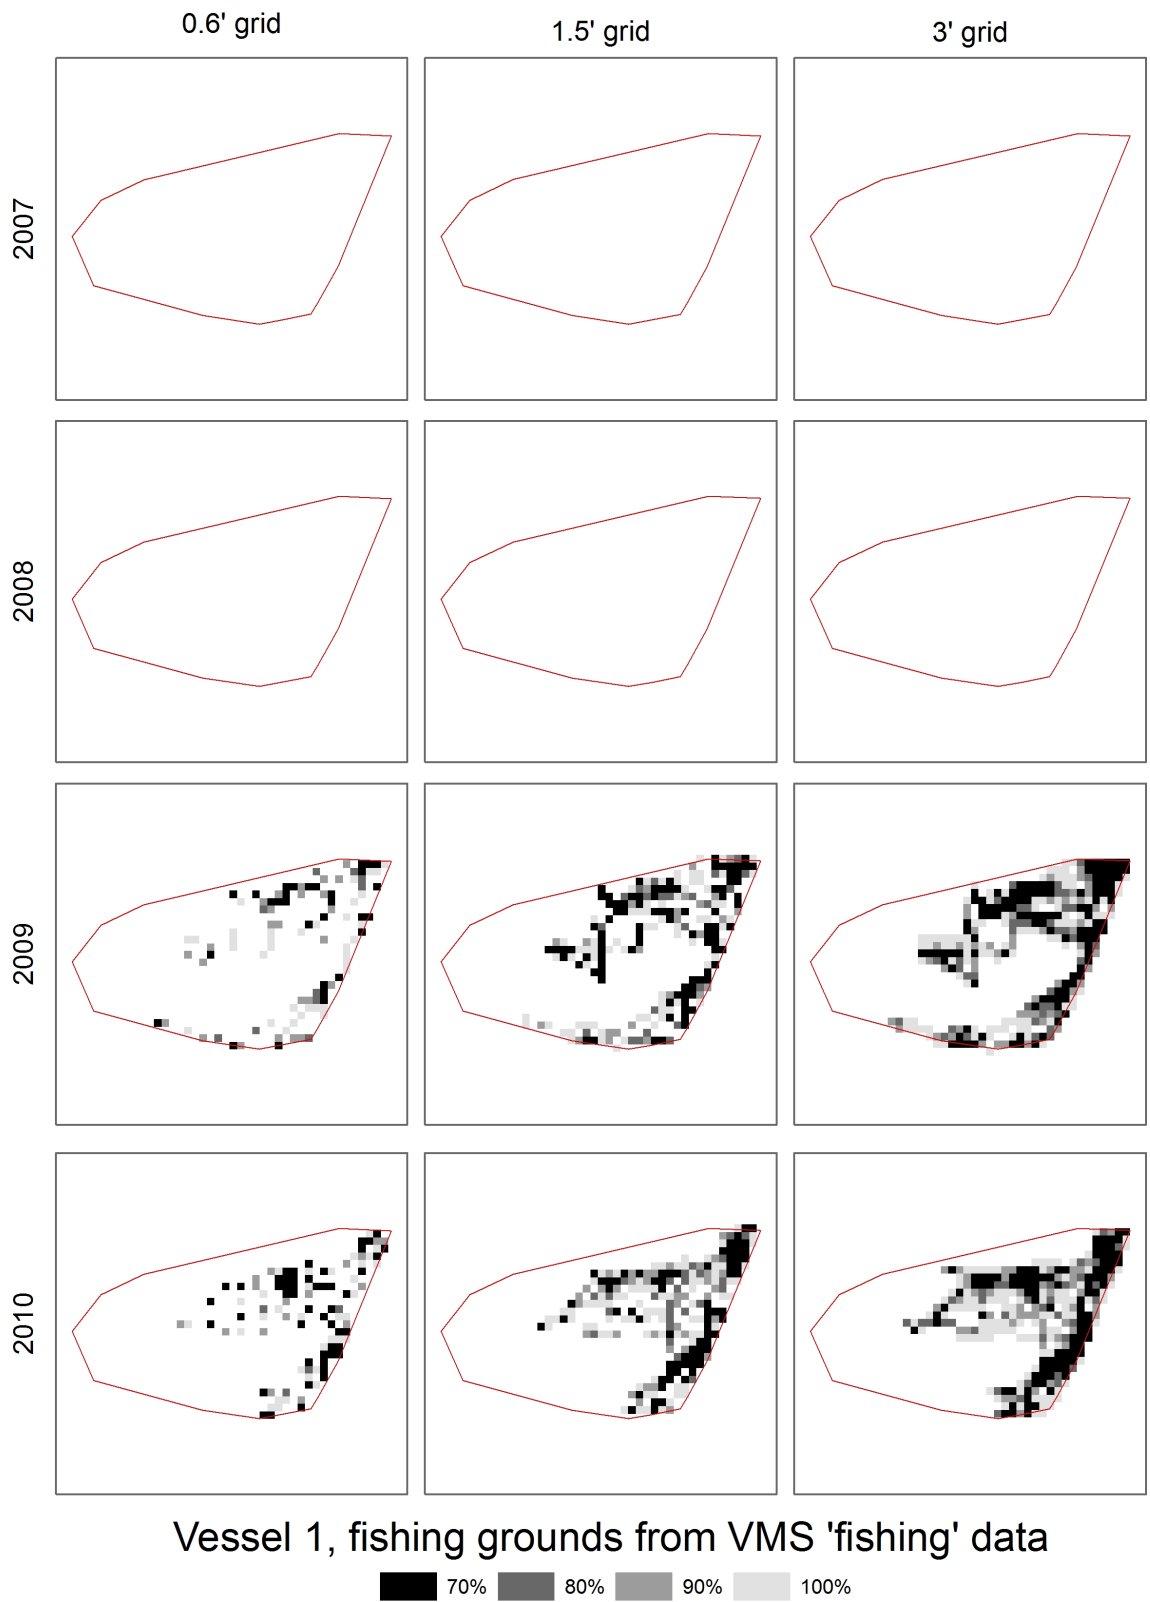 0.6' grid
1.5' grid
3' grid
2007
2008
2009
2010
Vessel 1, fishing grounds from VMS 'fishing' data
70% 80% 90% 100%